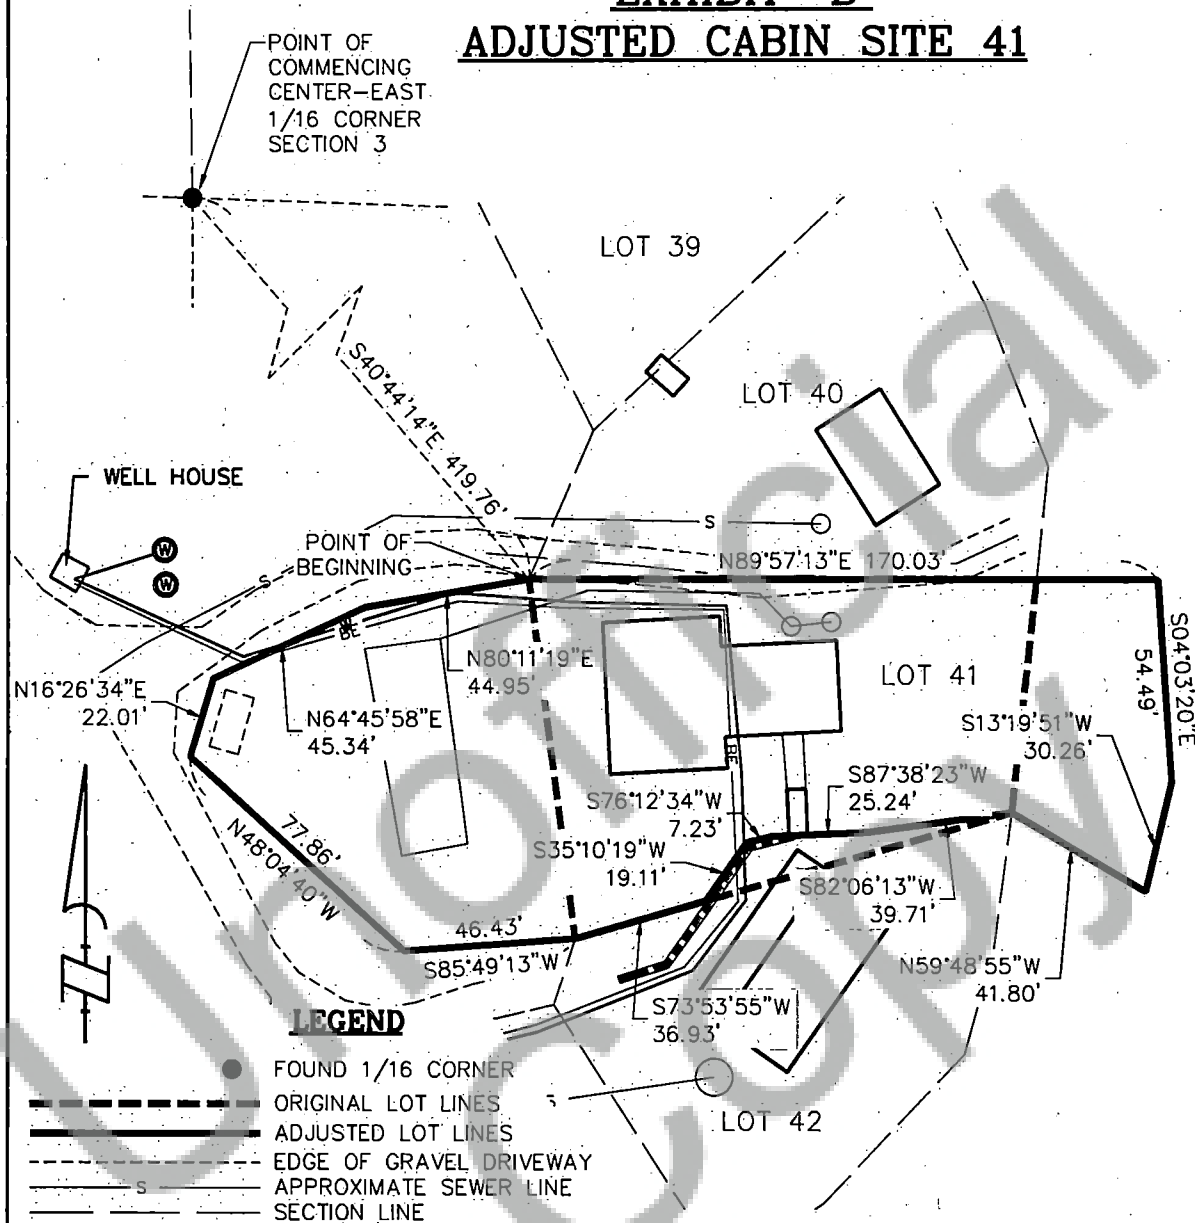 ADJUSTED CABIN SITE 41
POINT OF
COMMENCING
CENTER-EAST
1/16 CORNER
SECTION 3
LOT 39
S40°44'14"E 419.76'
LOT 40
WELL HOUSE
W
W
S
S
POINT OF
BEGINNING
N89°57'13"E 170.03'
BE
N80°11'19"E
44.95'
N16°26'34"E
22.01'
N64°45'58"E
45.34'
LOT 41
S04°03'20"E
54.49'
S13°19'51"W
30.26'
BE
S87°38'23"W
25.24'
S76°12'34"W
7.23'
S35°10'19"W
19.11'
77.86'
N48°04'40"W
S82°06'13"W
39.71'
46.43'
S85°49'13"W
N59°48'55"W
41.80'
S73°53'55"W
36.93'
S
LOT 42
LEGEND
FOUND 1/16 CORNER
ORIGINAL LOT LINES
ADJUSTED LOT LINES
EDGE OF GRAVEL DRIVEWAY
S APPROXIMATE SEWER LINE
SECTION LINE
Unofficial
Copy